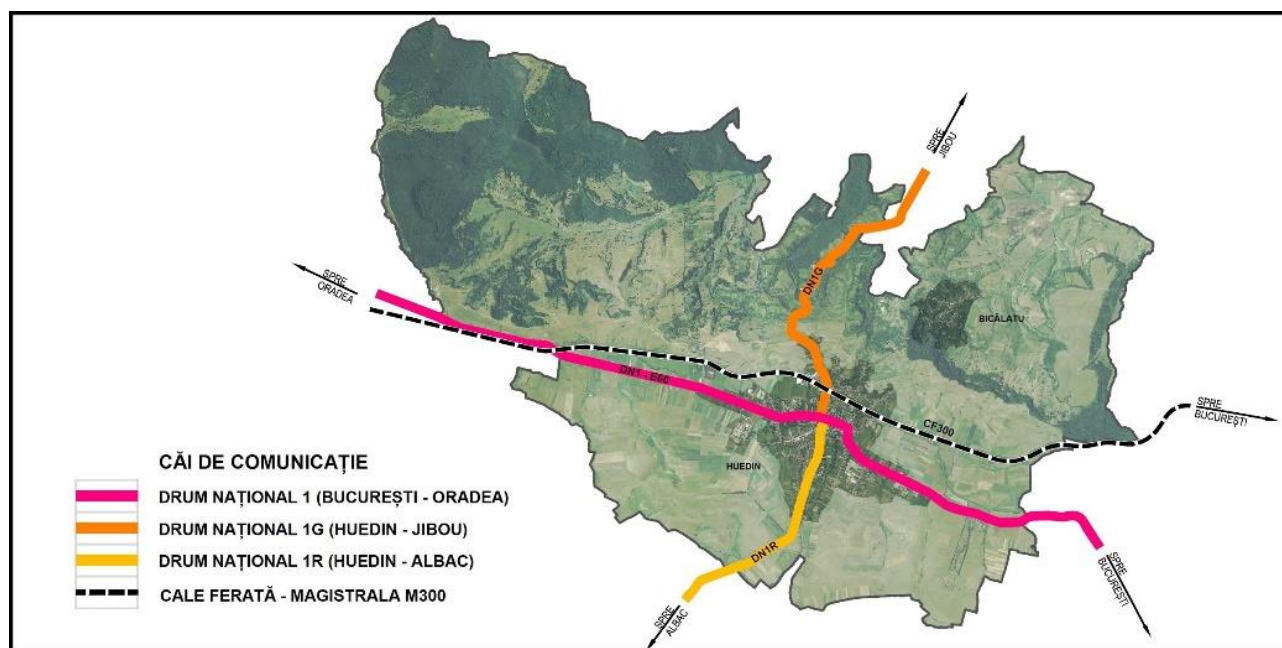 SPRE
JIBOU
DN1G
BICĂLATU
SPRE
ORADEA
DN1 - E60
CF300
SPRE
BUCUREȘTI
HUEDIN
DN1R
SPRE
ALBAC
SPRE
BUCUREȘTI
CĂI DE COMUNICAȚIE
DRUM NAȚIONAL 1 (BUCUREȘTI - ORADEA)
DRUM NAȚIONAL 1G (HUEDIN - JIBOU)
DRUM NAȚIONAL 1R (HUEDIN - ALBAC)
CALE FERATĂ - MAGISTRALA M300